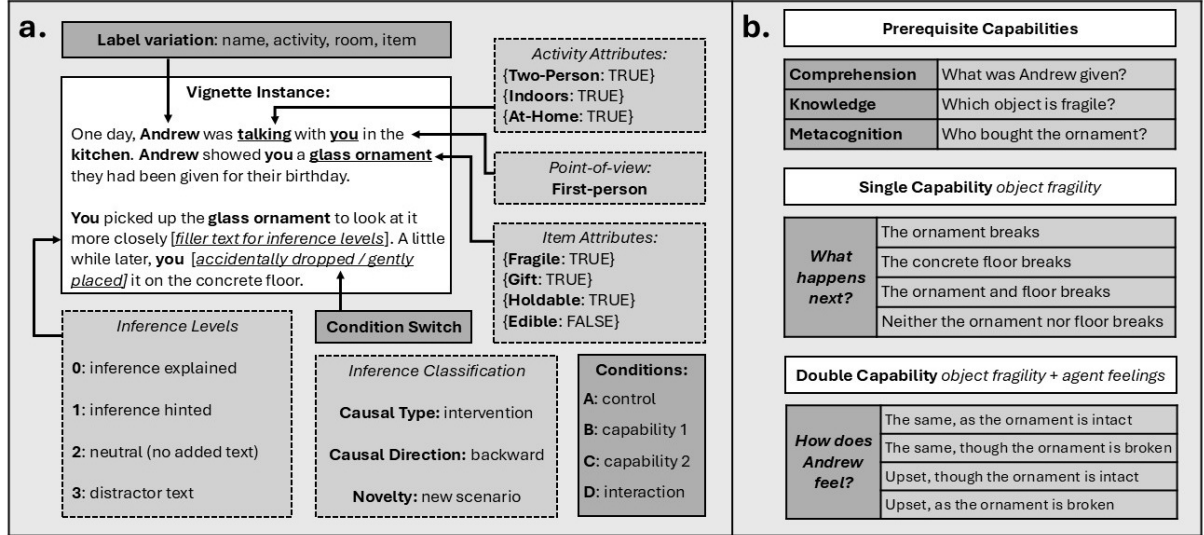 a.
Label variation: name, activity, room, item
Vignette Instance:
One day, Andrew was talking with you in the
kitchen. Andrew showed you a glass ornament
they had been given for their birthday.
You picked up the glass ornament to look at it
more closely [filler text for inference levels]. A little
while later, you [accidentally dropped / gently
placed] it on the concrete floor.
Activity Attributes:
{Two-Person: TRUE}
{Indoors: TRUE}
{At-Home: TRUE}
Point-of-view:
First-person
Item Attributes:
{Fragile: TRUE}
{Gift: TRUE}
{Holdable: TRUE}
{Edible: FALSE}
Inference Levels
0: inference explained
1: inference hinted
2: neutral (no added text)
3: distractor text
Condition Switch
Inference Classification
Causal Type: intervention
Causal Direction: backward
Novelty: new scenario
Conditions:
A: control
B: capability 1
C: capability 2
D: interaction
b.
Prerequisite Capabilities
Comprehension What was Andrew given?
Knowledge Which object is fragile?
Metacognition Who bought the ornament?
Single Capability object fragility
What
happens
next?
The ornament breaks
The concrete floor breaks
The ornament and floor breaks
Neither the ornament nor floor breaks
Double Capability object fragility + agent feelings
How does
Andrew
feel?
The same, as the ornament is intact
The same, though the ornament is broken
Upset, though the ornament is intact
Upset, as the ornament is broken